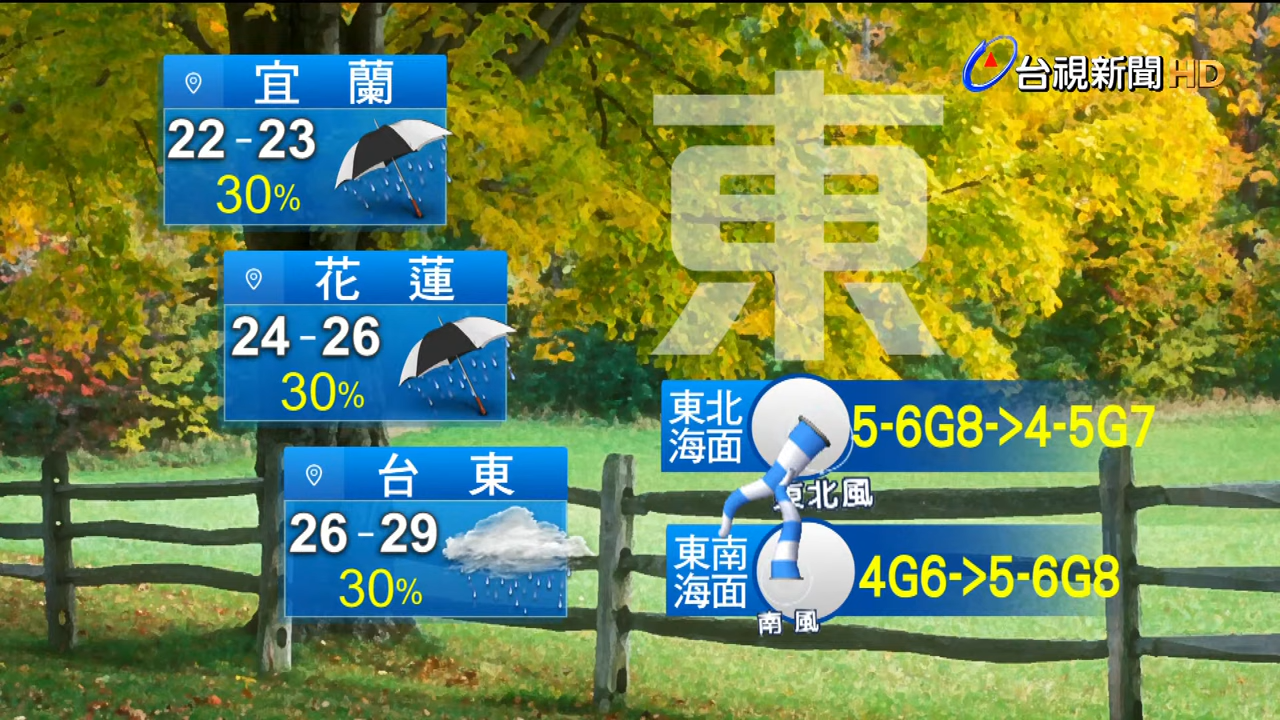 台視新聞HD
東
宜 蘭
22-23
30%
花 蓮
24-26
30%
台 東
26-29
30%
東北
海面
5-6G8->4-5G7
東北風
東南
海面
4G6->5-6G8
南 風